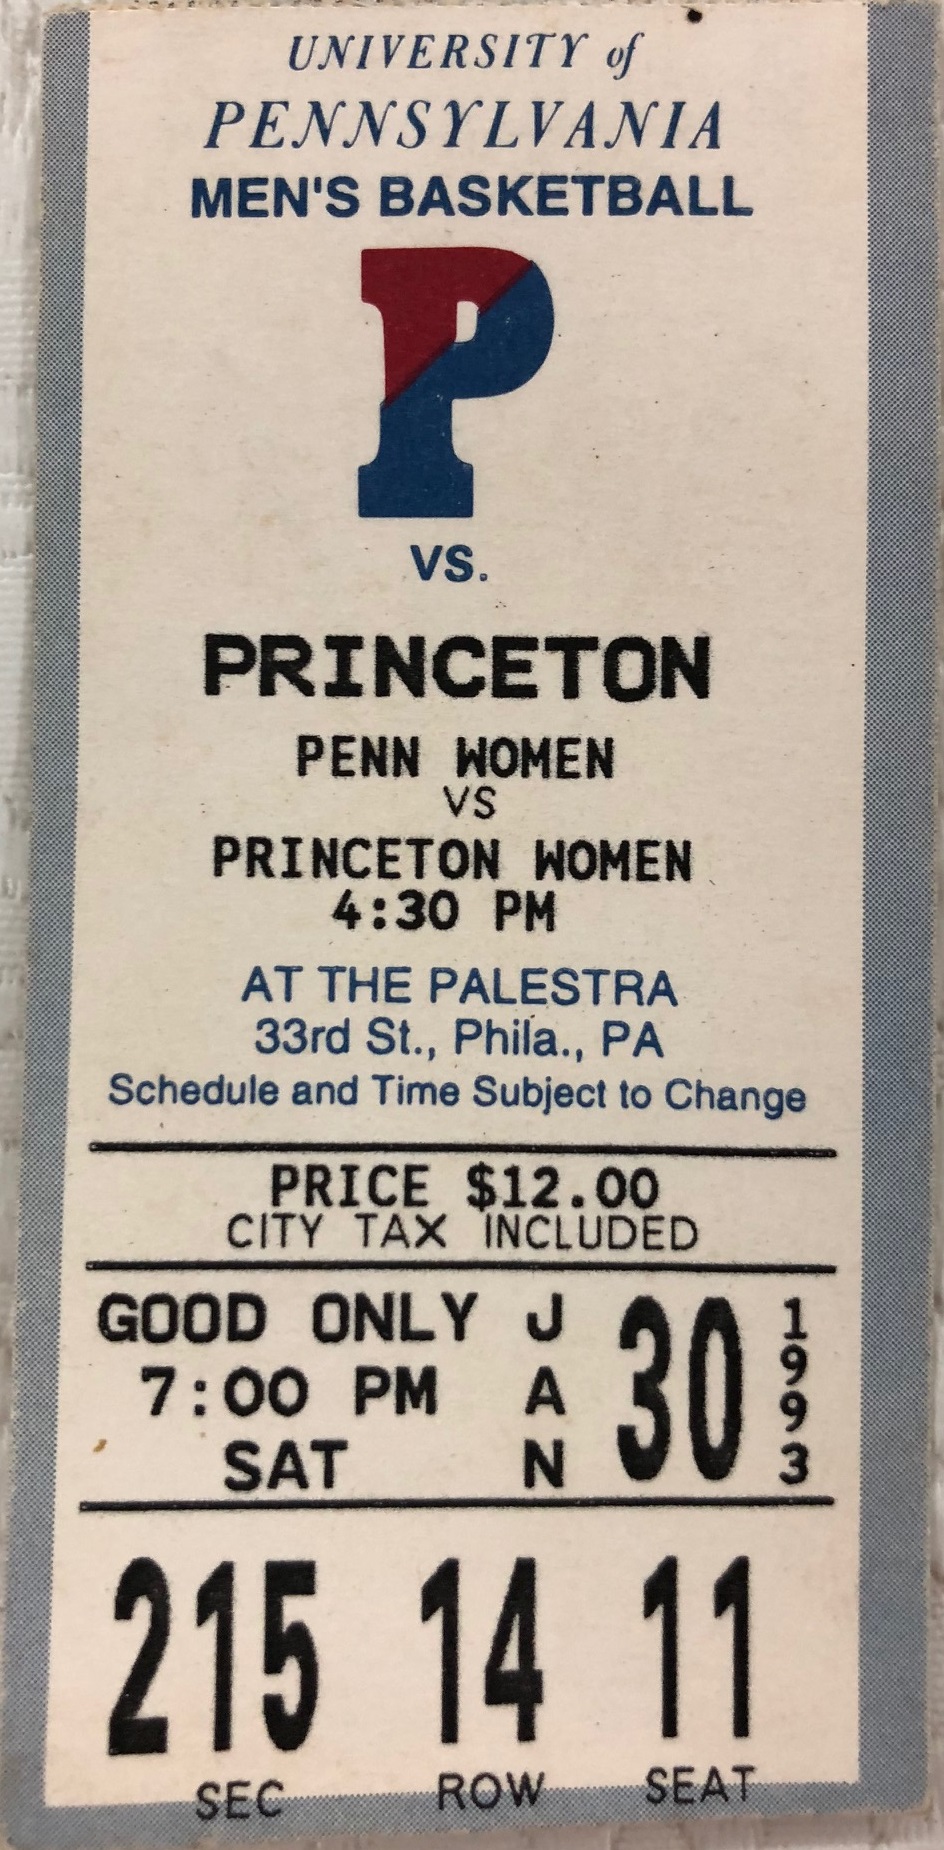 UNIVERSITY of
PENNSYLVANIA
MEN'S BASKETBALL
P
VS.
PRINCETON
PENN WOMEN
VS
PRINCETON WOMEN
4:30 PM
AT THE PALESTRA
33rd St., Phila., PA
Schedule and Time Subject to Change
PRICE $12.00
CITY TAX INCLUDED
GOOD ONLY
7:00 PM
SAT
JAN
30
1993
215 14 11
SEC ROW SEAT